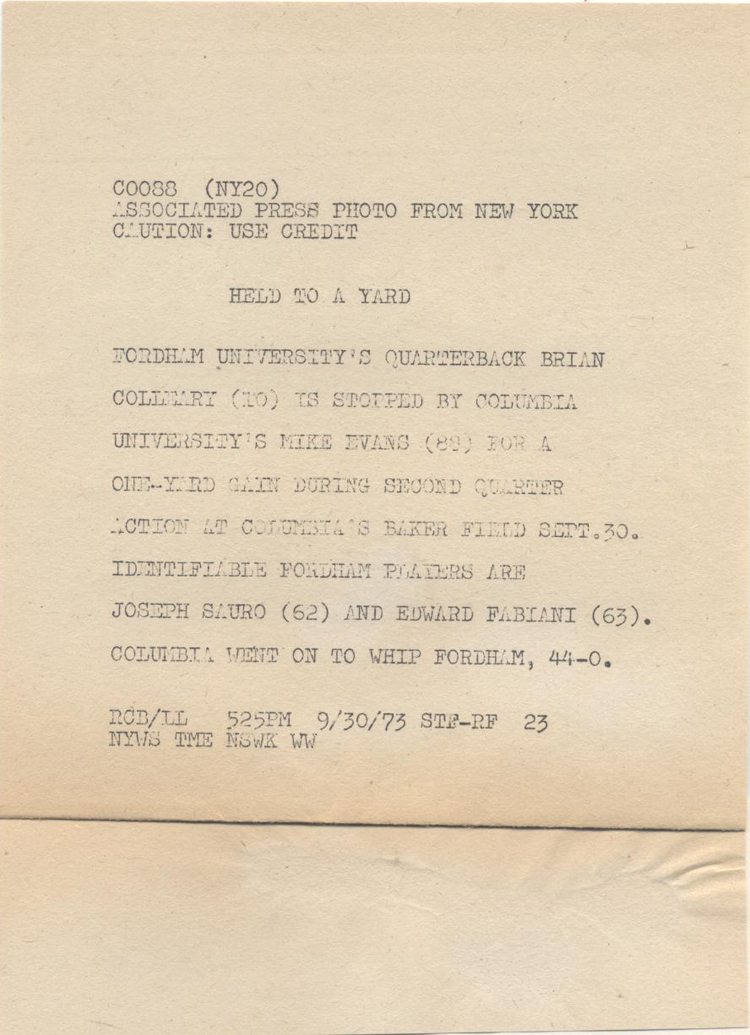 C0088 (NY20)
ASSOCIATED PRESS PHOTO FROM NEW YORK
CAUTION: USE CREDIT
HELD TO A YARD
FORDHAM UNIVERSITY'S QUARTERBACK BRIAN
COLLEARY (10) IS STOPPED BY COLUMBIA
UNIVERSITY'S MIKE EVANS (88) FOR A
ONE-YARD GAIN DURING SECOND QUARTER
ACTION AT COLUMBIA'S BAKER FIELD SEPT.30.
IDENTIFIABLE FORDHAM PLAYERS ARE
JOSEPH SAURO (62) AND EDWARD FABIANI (63).
COLUMBIA WENT ON TO WHIP FORDHAM, 44-0.
RCB/LL 525PM 9/30/73 STF-RF 23
NYWS TME NSWK WW